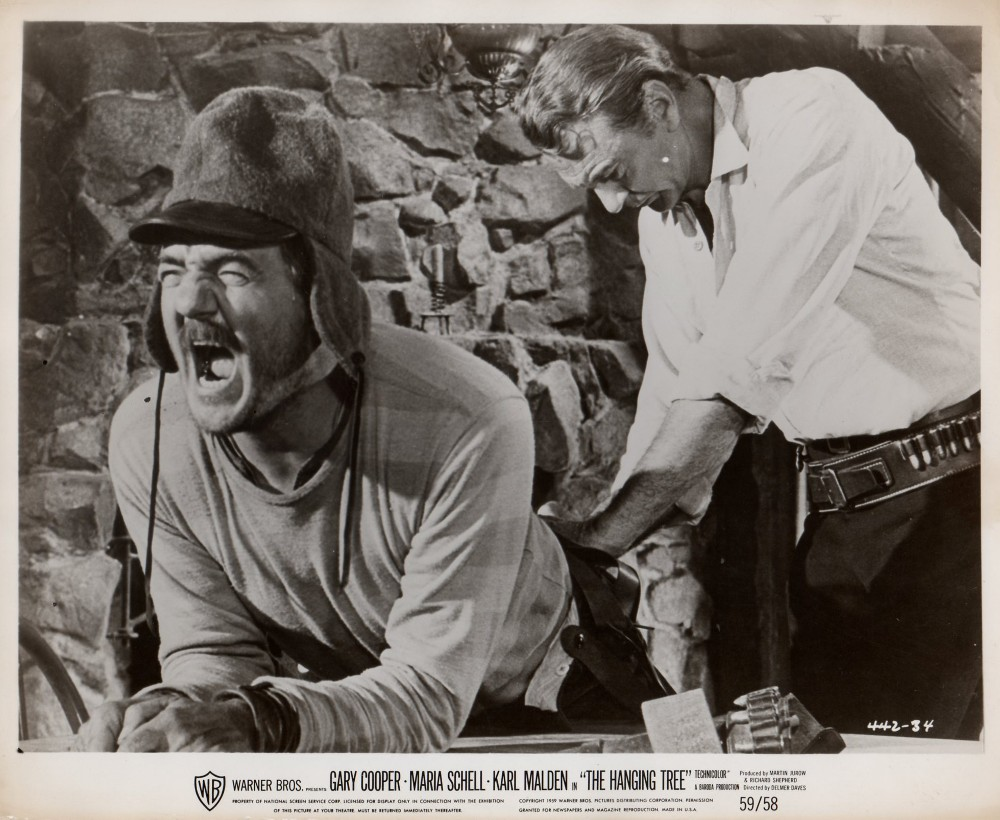 442-34
WB WARNER BROS. PRESENTS GARY COOPER · MARIA SCHELL · KARL MALDEN IN "THE HANGING TREE" TECHNICOLOR®
A BARODA PRODUCTION
Produced by MARTIN JUROW
& RICHARD SHEPHERD
Directed by DELMER DAVES
PROPERTY OF NATIONAL SCREEN SERVICE CORP. LICENSED FOR DISPLAY ONLY IN CONNECTION WITH THE EXHIBITION
OF THIS PICTURE AT YOUR THEATRE. MUST BE RETURNED IMMEDIATELY THEREAFTER.
COPYRIGHT 1959 WARNER BROS. PICTURES DISTRIBUTING CORPORATION. PERMISSION
GRANTED FOR NEWSPAPERS AND MAGAZINE REPRODUCTION. MADE IN U.S.A.
59/58